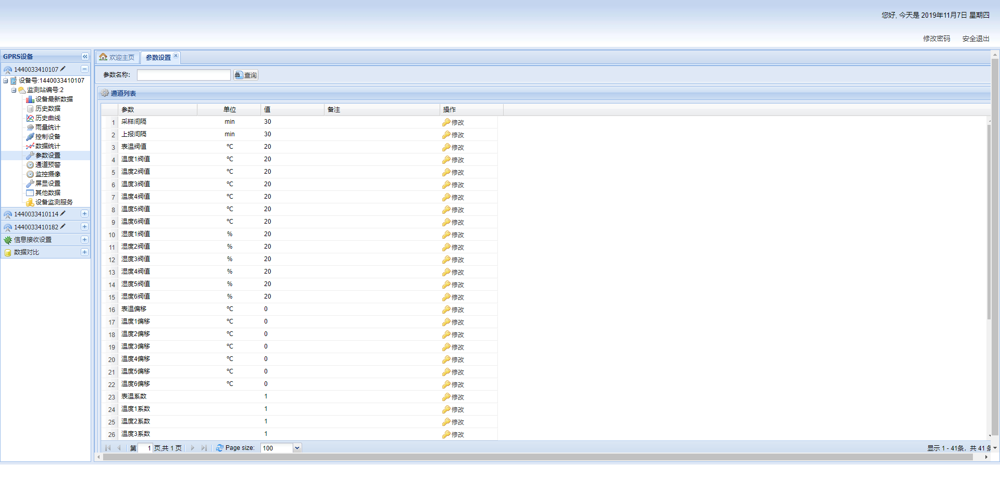 您好, 今天是 2019年11月7日 星期四
修改密码 安全退出
GPRS设备
1440033410107
设备号:1440033410107
监测站编号:2
设备最新数据
历史数据
历史曲线
雨量统计
控制设备
数据统计
参数设置
通道预警
监控摄像
屏显设置
其他数据
设备监测服务
1440033410114
1440033410182
信息接收设置
数据对比
欢迎主页 参数设置
参数名称: 查询
通道列表
参数 单位 值 备注 操作
1 采样间隔 min 30 修改
2 上报间隔 min 30 修改
3 表温阀值 °C 20 修改
4 温度1阀值 °C 20 修改
5 温度2阀值 °C 20 修改
6 温度3阀值 °C 20 修改
7 温度4阀值 °C 20 修改
8 温度5阀值 °C 20 修改
9 温度6阀值 °C 20 修改
10 湿度1阀值 % 20 修改
11 湿度2阀值 % 20 修改
12 湿度3阀值 % 20 修改
13 湿度4阀值 % 20 修改
14 湿度5阀值 % 20 修改
15 湿度6阀值 % 20 修改
16 表温偏移 °C 0 修改
17 温度1偏移 °C 0 修改
18 温度2偏移 °C 0 修改
19 温度3偏移 °C 0 修改
20 温度4偏移 °C 0 修改
21 温度5偏移 °C 0 修改
22 温度6偏移 °C 0 修改
23 表温系数 1 修改
24 温度1系数 1 修改
25 温度2系数 1 修改
26 温度3系数 1 修改
第 1 页,共 1 页 Page size: 100 显示 1 - 41条, 共 41 条